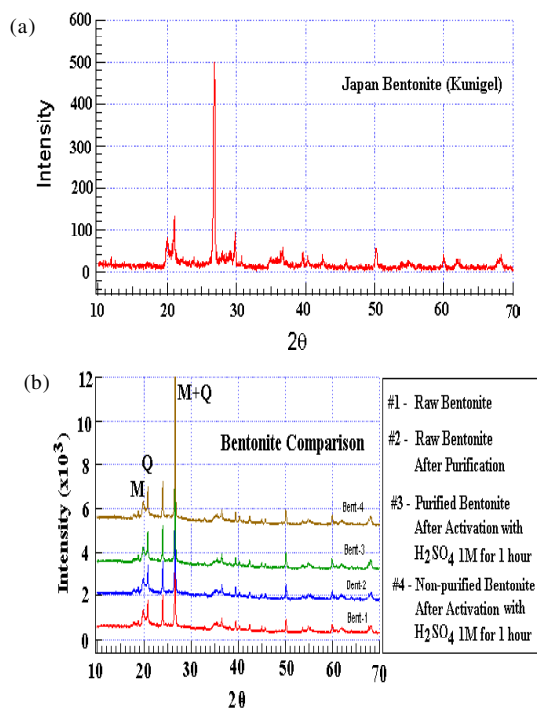 (a)
600
500
400
300
200
100
0
Intensity
Japan Bentonite (Kunigel)
10 20 30 40 50 60 70
2θ
(b)
12
10
8
6
4
2
0
Intensity (x10³)
M+Q
Bentonite Comparison
Q
M
Bent-4
Bent-3
Bent-2
Bent-1
10 20 30 40 50 60 70
2θ
#1 - Raw Bentonite
#2 - Raw Bentonite
After Purification
#3 - Purified Bentonite
After Activation with
H₂SO₄ 1M for 1 hour
#4 - Non-purified Bentonite
After Activation with
H₂SO₄ 1M for 1 hour